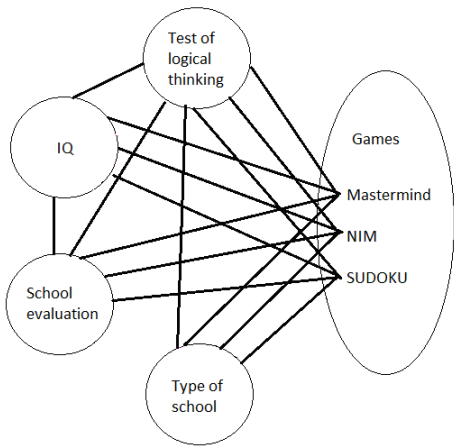 Test of
logical
thinking
Games
IQ
Mastermind
NIM
SUDOKU
School
evaluation
Type of
school